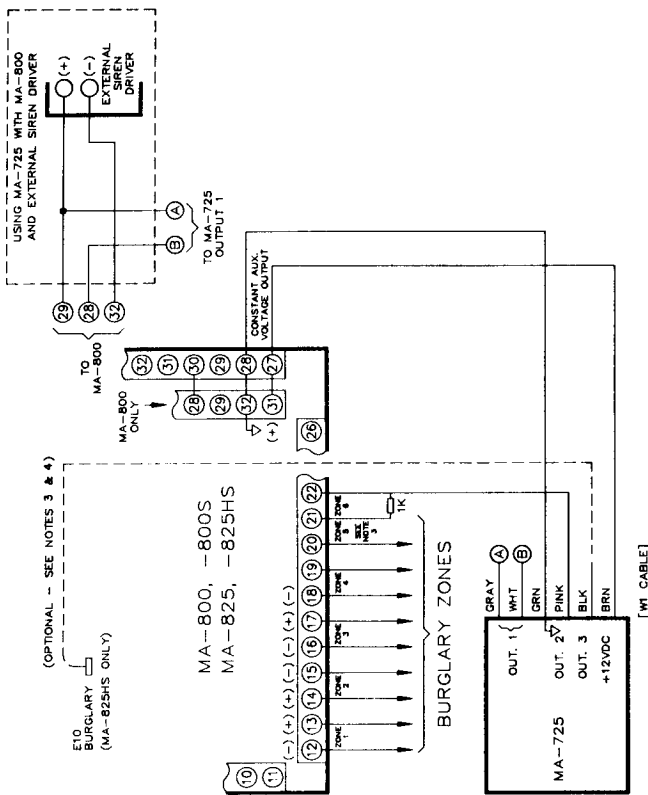 USING MA-725 WITH MA-800
AND EXTERNAL SIREN DRIVER
(+)
(-)
EXTERNAL
SIREN
DRIVER
29
28
32
TO
MA-800
A
B
TO MA-725
OUTPUT 1
(OPTIONAL - SEE NOTES 3 & 4)
E10
BURGLARY
(MA-825HS ONLY)
MA-800
ONLY
28
29
32
31
(+)
32
31
30
29
28
27
CONSTANT AUX.
VOLTAGE OUTPUT
26
MA-800, -800S
MA-825, -825HS
10
11
(-) (+) (+) (-) (-) (+) (-)
12 13 14 15 16 17 18 19 20 21 22
ZONE 1
ZONE 2
ZONE 3
ZONE 4
ZONE 5
ZONE 6
SEE NOTE 3
1K
BURGLARY ZONES
A
B
GRAY
WHT
GRN
PINK
BLK
BRN
OUT. 1
OUT. 2
OUT. 3
+12VDC
MA-725
[W1 CABLE]